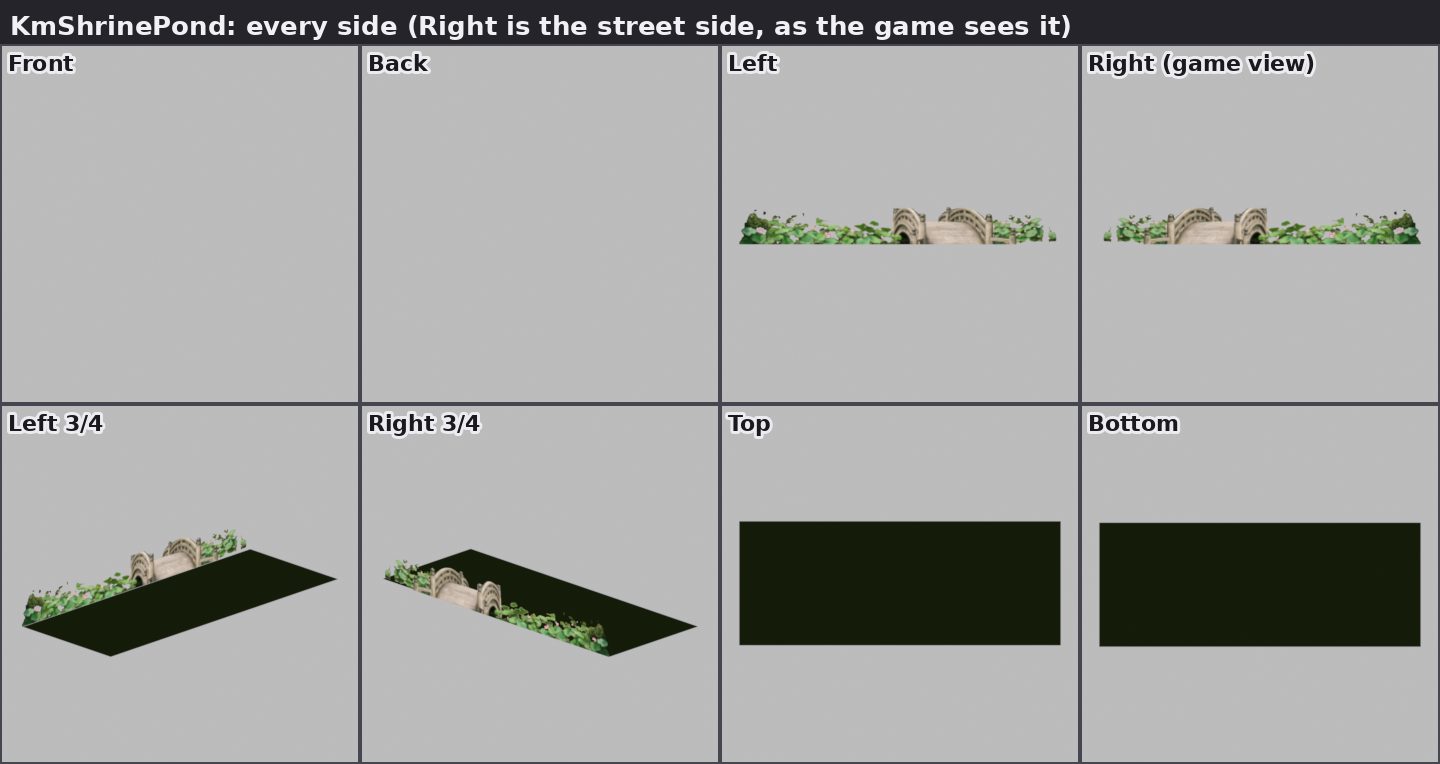 KmShrinePond: every side (Right is the street side, as the game sees it)
Front
Back
Left
Right (game view)
Left 3/4
Right 3/4
Top
Bottom